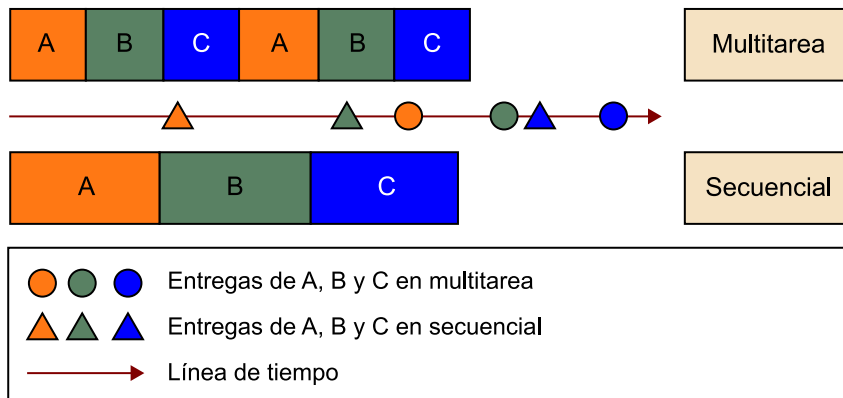 A B C A B C Multitarea
A B C Secuencial
Entregas de A, B y C en multitarea
Entregas de A, B y C en secuencial
Línea de tiempo